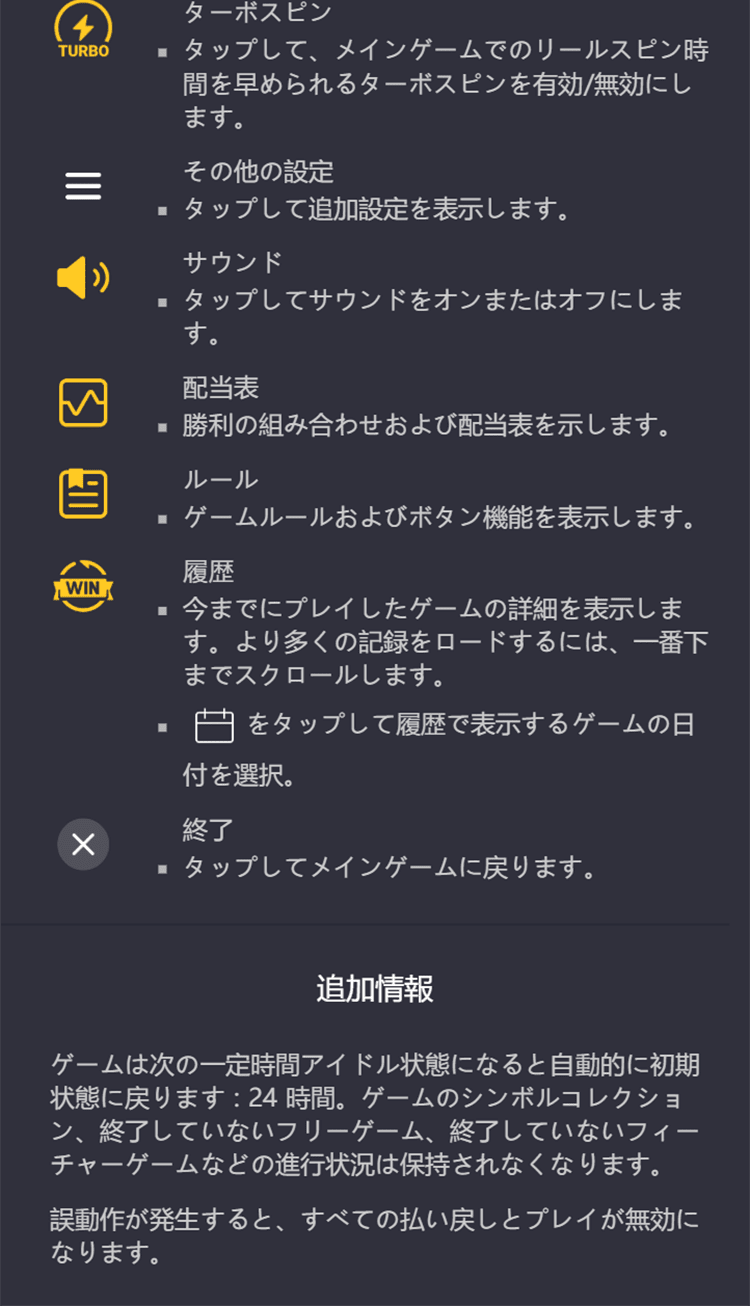 ターボスピン
TURBO
▪ タップして、メインゲームでのリールスピン時
間を早められるターボスピンを有効/無効にし
ます。
その他の設定
▪ タップして追加設定を表示します。
サウンド
▪ タップしてサウンドをオンまたはオフにしま
す。
配当表
▪ 勝利の組み合わせおよび配当表を示します。
ルール
▪ ゲームルールおよびボタン機能を表示します。
履歴
WIN
▪ 今までにプレイしたゲームの詳細を表示しま
す。より多くの記録をロードするには、一番下
までスクロールします。
▪ をタップして履歴で表示するゲームの日
付を選択。
終了
▪ タップしてメインゲームに戻ります。
追加情報
ゲームは次の一定時間アイドル状態になると自動的に初期
状態に戻ります : 24 時間。ゲームのシンボルコレクショ
ン、終了していないフリーゲーム、終了していないフィー
チャーゲームなどの進行状況は保持されなくなります。
誤動作が発生すると、すべての払い戻しとプレイが無効に
なります。